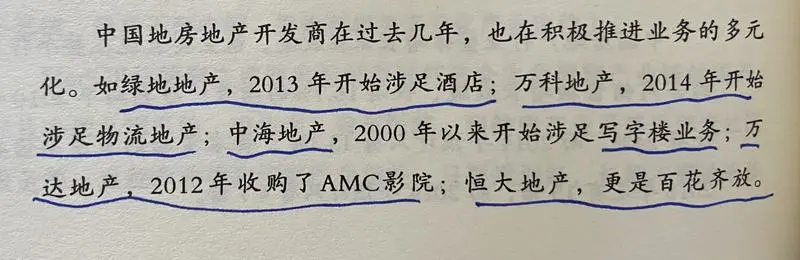 中国地房地产开发商在过去几年，也在积极推进业务的多元
化。如绿地地产，2013 年开始涉足酒店；万科地产，2014 年开始
涉足物流地产；中海地产，2000 年以来开始涉足写字楼业务；万
达地产，2012 年收购了 AMC 影院；恒大地产，更是百花齐放。